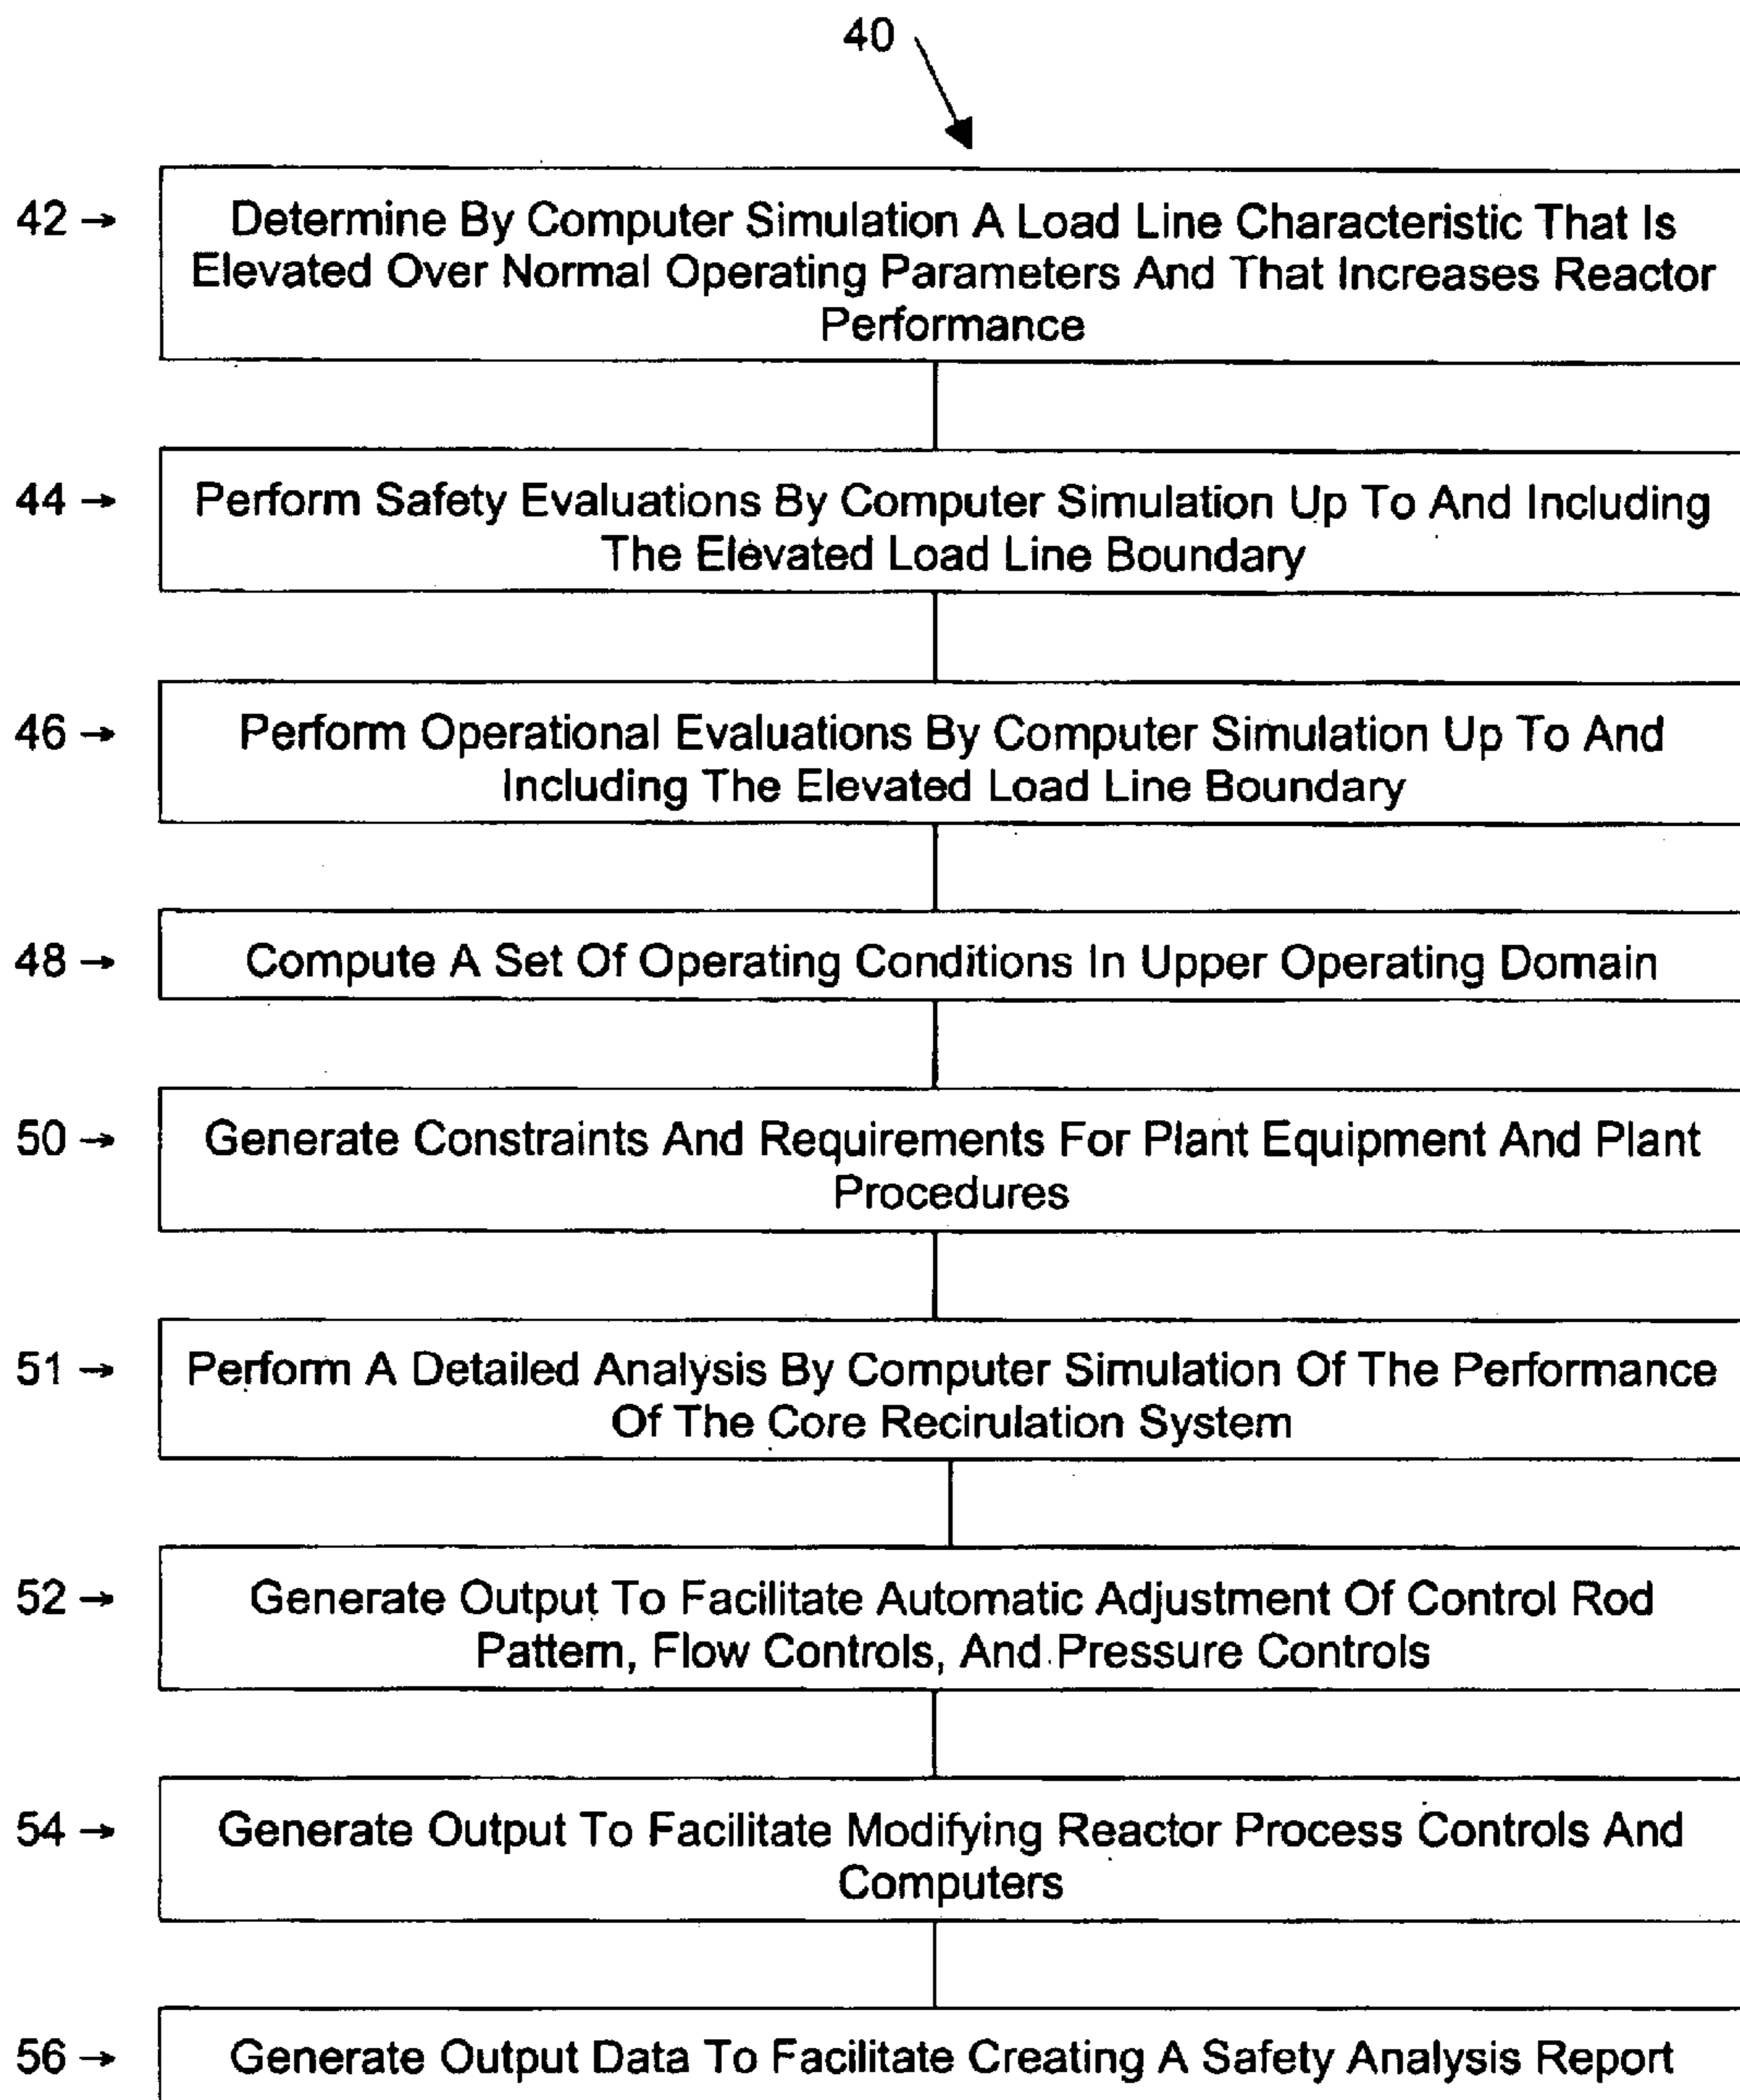 40
42 → Determine By Computer Simulation A Load Line Characteristic That Is
Elevated Over Normal Operating Parameters And That Increases Reactor
Performance
44 → Perform Safety Evaluations By Computer Simulation Up To And Including
The Elevated Load Line Boundary
46 → Perform Operational Evaluations By Computer Simulation Up To And
Including The Elevated Load Line Boundary
48 → Compute A Set Of Operating Conditions In Upper Operating Domain
50 → Generate Constraints And Requirements For Plant Equipment And Plant
Procedures
51 → Perform A Detailed Analysis By Computer Simulation Of The Performance
Of The Core Recirulation System
52 → Generate Output To Facilitate Automatic Adjustment Of Control Rod
Pattern, Flow Controls, And Pressure Controls
54 → Generate Output To Facilitate Modifying Reactor Process Controls And
Computers
56 → Generate Output Data To Facilitate Creating A Safety Analysis Report